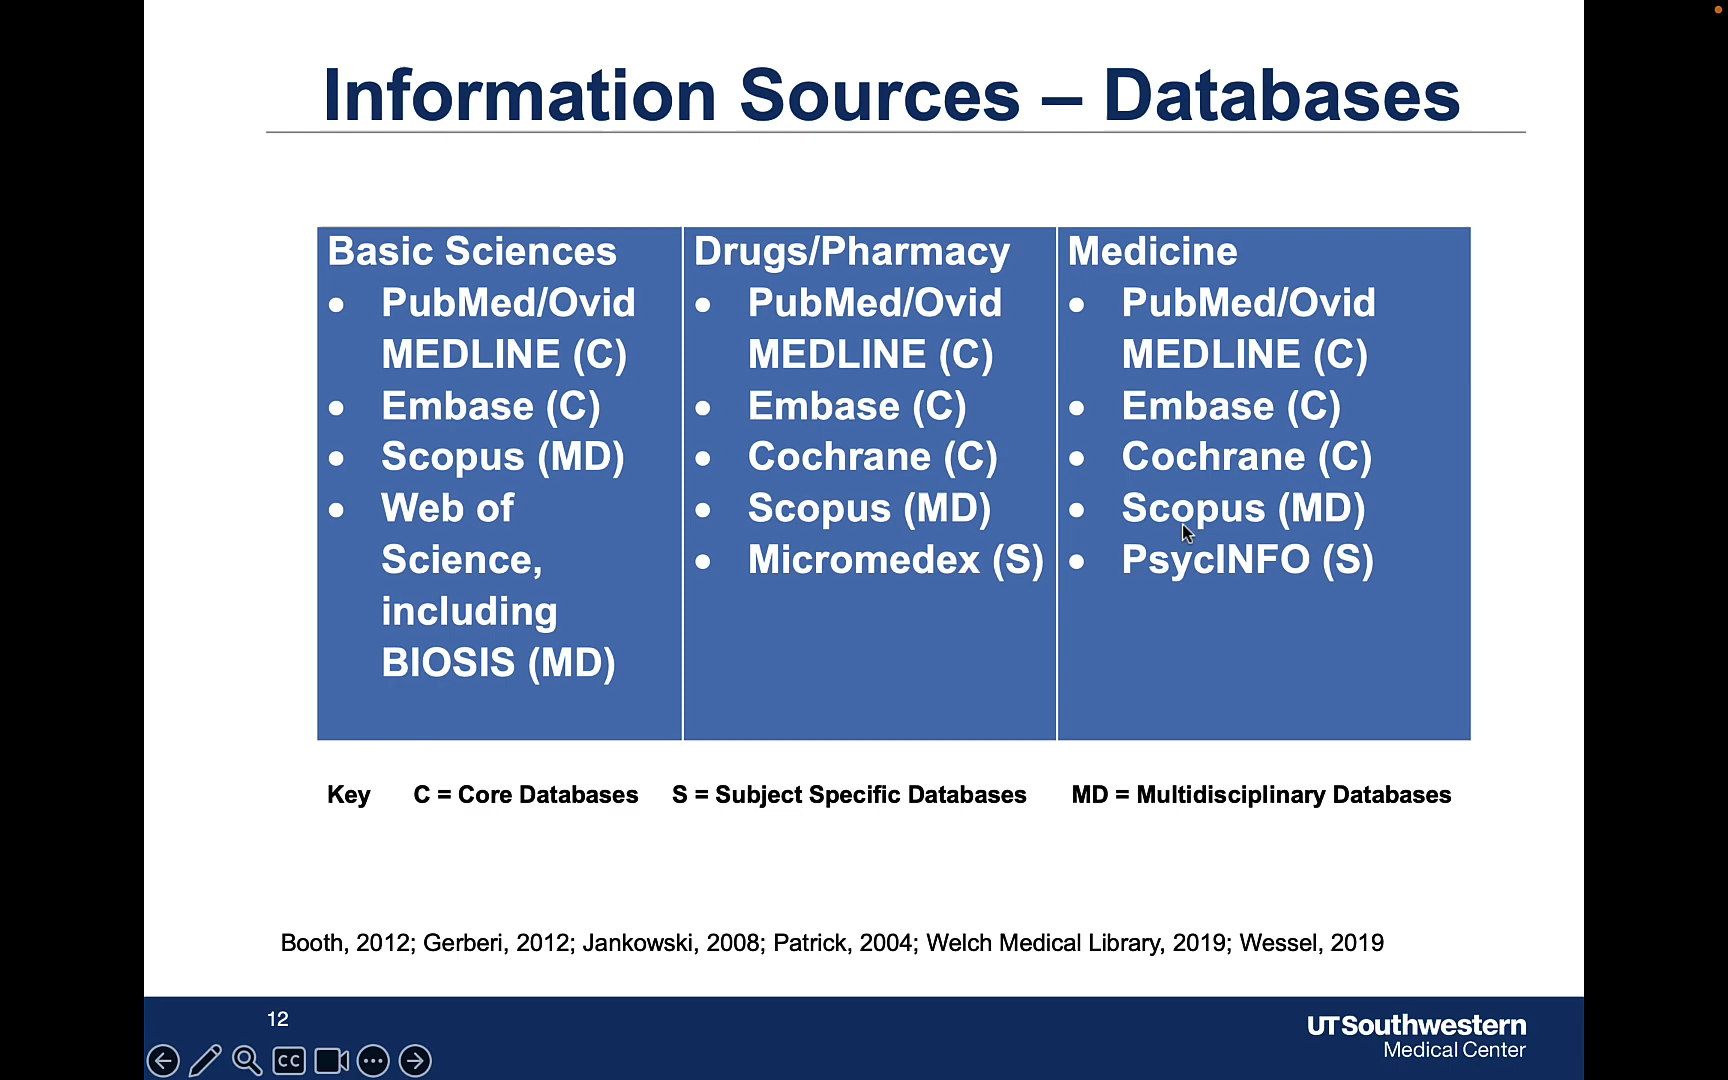 Information Sources – Databases
Basic Sciences
● PubMed/Ovid
MEDLINE (C)
● Embase (C)
● Scopus (MD)
● Web of
Science,
including
BIOSIS (MD)
Drugs/Pharmacy
● PubMed/Ovid
MEDLINE (C)
● Embase (C)
● Cochrane (C)
● Scopus (MD)
● Micromedex (S)
Medicine
● PubMed/Ovid
MEDLINE (C)
● Embase (C)
● Cochrane (C)
● Scopus (MD)
● PsycINFO (S)
Key C = Core Databases S = Subject Specific Databases MD = Multidisciplinary Databases
Booth, 2012; Gerberi, 2012; Jankowski, 2008; Patrick, 2004; Welch Medical Library, 2019; Wessel, 2019
12
CC
UTSouthwestern
Medical Center